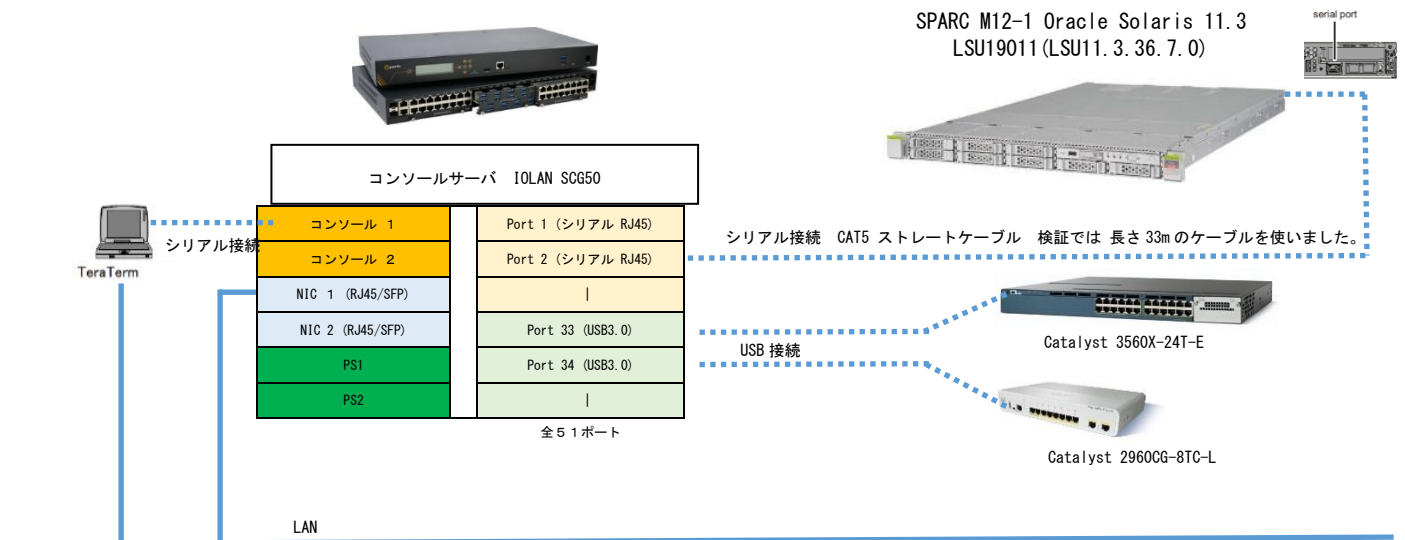 SPARC M12-1 Oracle Solaris 11.3
LSU19011(LSU11.3.36.7.0)
serial port
コンソールサーバ IOLAN SCG50
コンソール 1
Port 1 (シリアル RJ45)
シリアル接続
TeraTerm
コンソール 2
Port 2 (シリアル RJ45)
シリアル接続 CAT5 ストレートケーブル 検証では 長さ 33m のケーブルを使いました。
NIC 1 (RJ45/SFP)
|
NIC 2 (RJ45/SFP)
Port 33 (USB3.0)
USB 接続
Catalyst 3560X-24T-E
PS1
Port 34 (USB3.0)
PS2
|
全51ポート
Catalyst 2960CG-8TC-L
LAN